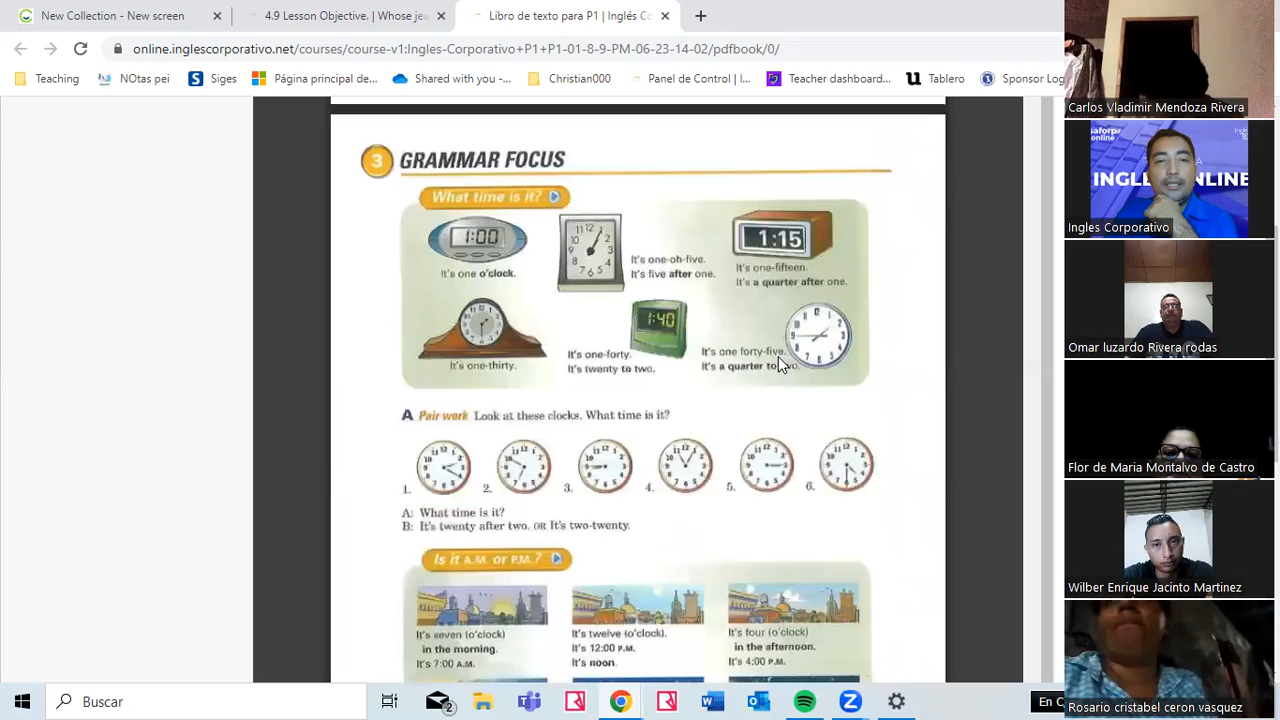 New Collection - New screen
4.9 Lesson Objective. | Whose je
Libro de texto para P1 | Inglés C
online.inglescorporativo.net/courses/course-v1:Ingles-Corporativo+P1+P1-01-8-9-PM-06-23-14-02/pdfbook/0/
Teaching
NOtas pei
Siges
Página principal de...
Shared with you -...
Christian000
Panel de Control | I...
Teacher dashboard...
Tablero
Sponsor Log
3 GRAMMAR FOCUS
What time is it?
1:00
It's one o'clock.
It's one-oh-five.
It's five after one.
1:15
It's one-fifteen.
It's a quarter after one.
It's one-thirty.
1:40
It's one-forty.
It's twenty to two.
It's one forty-five.
It's a quarter to two.
A Pair work Look at these clocks. What time is it?
1.
2.
3.
4.
5.
6.
A: What time is it?
B: It's twenty after two. OR It's two-twenty.
Is it A.M. or P.M.?
It's seven (o'clock)
in the morning.
It's 7:00 A.M.
It's twelve (o'clock).
It's 12:00 P.M.
It's noon.
It's four (o'clock)
in the afternoon.
It's 4:00 P.M.
Carlos Vladimir Mendoza Rivera
INGL
NLINE
Ingles Corporativo
Omar luzardo Rivera rodas
Flor de Maria Montalvo de Castro
Wilber Enrique Jacinto Martinez
Rosario cristabel ceron vasquez
Buscar
2
En C